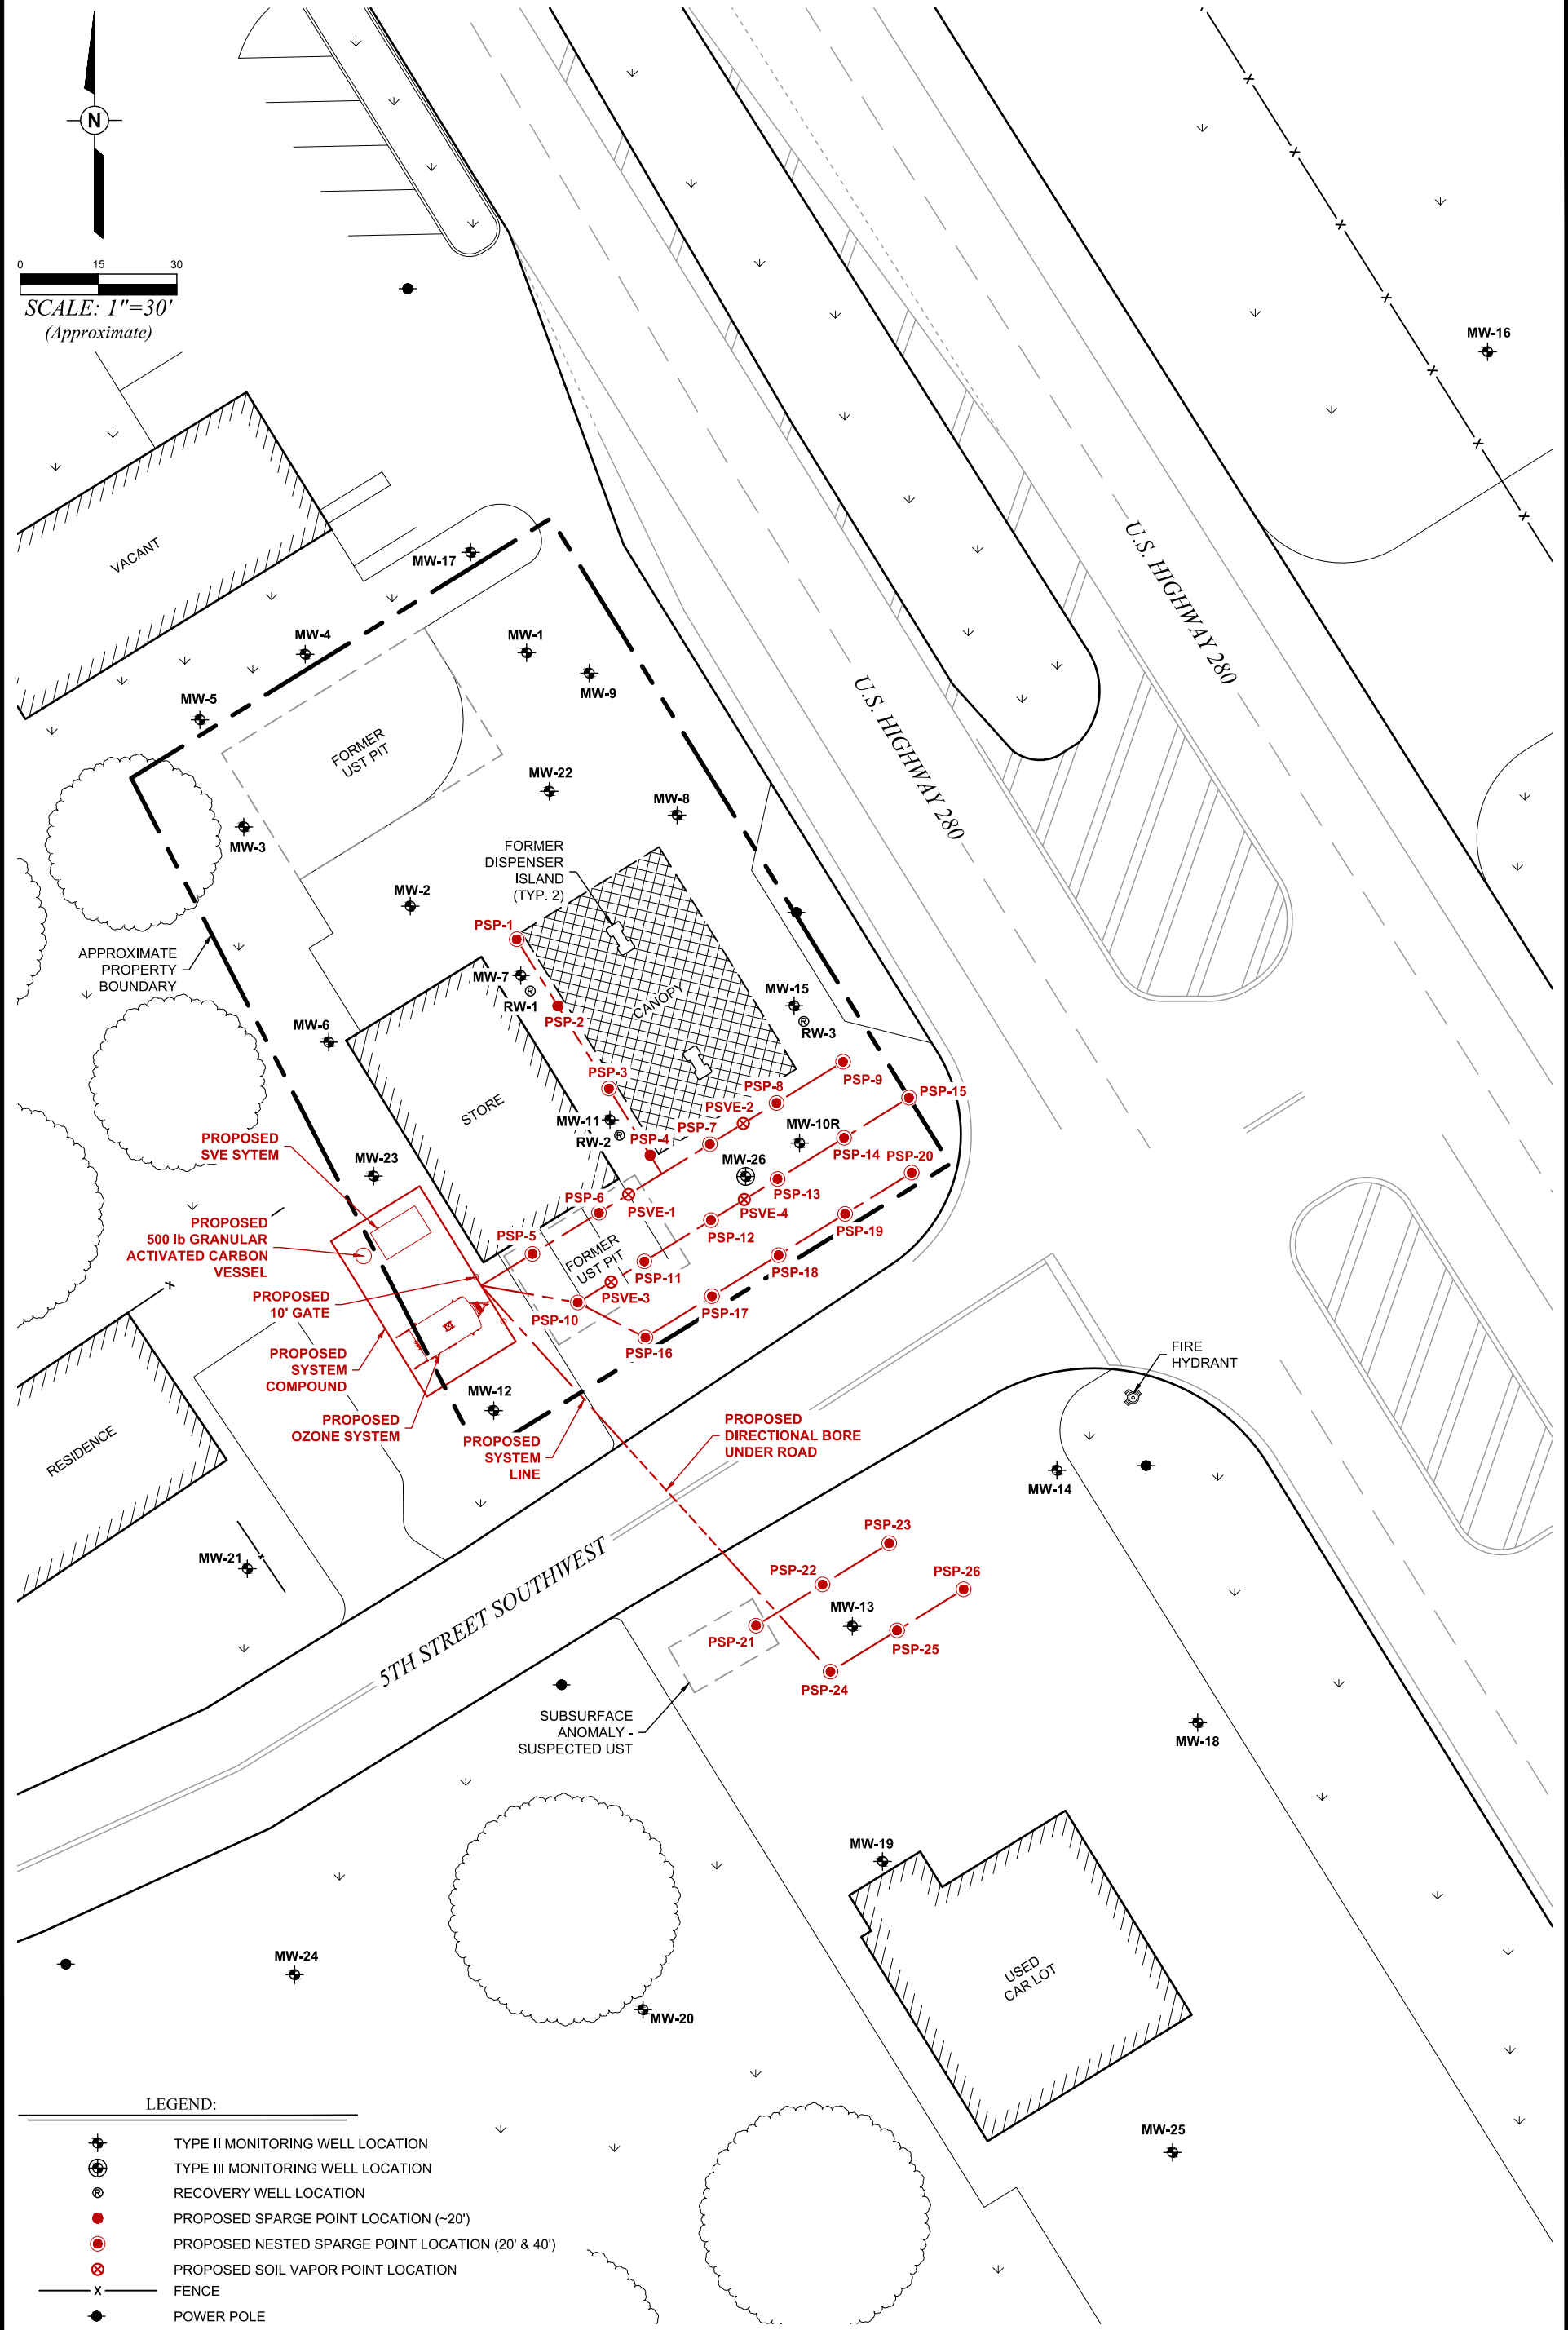 N
0 15 30
SCALE: 1"=30'
(Approximate)
MW-16
U.S. HIGHWAY 280
U.S. HIGHWAY 280
VACANT
MW-17
MW-4
MW-1
MW-5
MW-9
FORMER
UST PIT
MW-22
MW-8
MW-3
FORMER
DISPENSER
ISLAND
(TYP. 2)
MW-2
PSP-1
APPROXIMATE
PROPERTY
BOUNDARY
MW-7
RW-1
CANOPY
MW-15
RW-3
PSP-2
MW-6
PSP-3
PSP-8
PSP-9
PSP-15
STORE
PSVE-2
MW-11
RW-2
PSP-4
PSP-7
MW-10R
PSP-14
PROPOSED
SVE SYTEM
MW-23
MW-26
PSP-20
PSP-13
PSP-6
PSVE-1
PSVE-4
PSP-19
PROPOSED
500 lb GRANULAR
ACTIVATED CARBON
VESSEL
PSP-5
PSP-12
FORMER
UST PIT
PSP-11
PSP-18
PROPOSED
10' GATE
PSVE-3
PSP-10
PSP-17
PSP-16
PROPOSED
SYSTEM
COMPOUND
FIRE
HYDRANT
MW-12
PROPOSED
OZONE SYSTEM
PROPOSED
SYSTEM
LINE
PROPOSED
DIRECTIONAL BORE
UNDER ROAD
RESIDENCE
MW-14
MW-21
5TH STREET SOUTHWEST
PSP-23
PSP-22
PSP-26
MW-13
PSP-21
PSP-25
PSP-24
SUBSURFACE
ANOMALY -
SUSPECTED UST
MW-18
MW-19
USED
CAR LOT
MW-24
MW-20
MW-25
LEGEND:
TYPE II MONITORING WELL LOCATION
TYPE III MONITORING WELL LOCATION
R RECOVERY WELL LOCATION
PROPOSED SPARGE POINT LOCATION (~20')
PROPOSED NESTED SPARGE POINT LOCATION (20' & 40')
PROPOSED SOIL VAPOR POINT LOCATION
X FENCE
POWER POLE